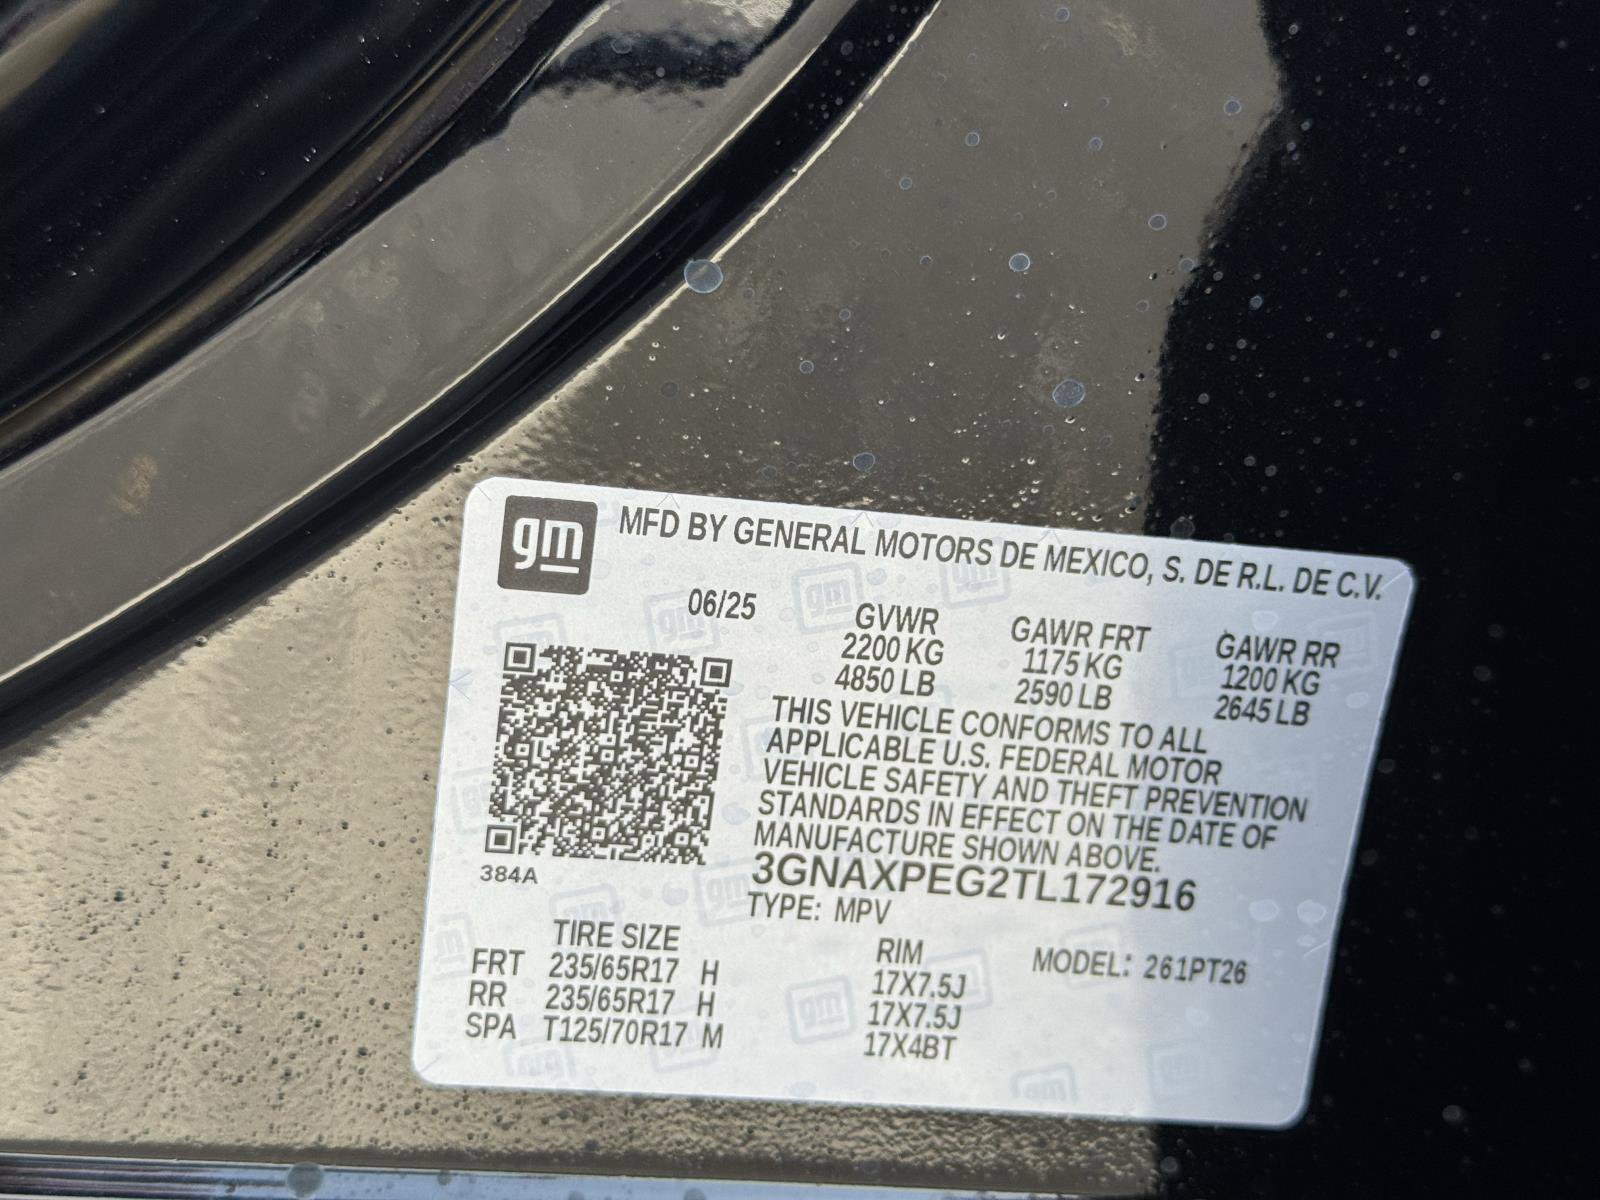 gm MFD BY GENERAL MOTORS DE MEXICO, S. DE R.L. DE C.V.
06/25
GVWR GAWR FRT GAWR RR
2200 KG 1175 KG 1200 KG
4850 LB 2590 LB 2645 LB
THIS VEHICLE CONFORMS TO ALL
APPLICABLE U.S. FEDERAL MOTOR
VEHICLE SAFETY AND THEFT PREVENTION
STANDARDS IN EFFECT ON THE DATE OF
MANUFACTURE SHOWN ABOVE.
384A
3GNAXPEG2TL172916
TYPE: MPV
TIRE SIZE RIM MODEL: 261PT26
FRT 235/65R17 H 17X7.5J
RR 235/65R17 H 17X7.5J
SPA T125/70R17 M 17X4BT